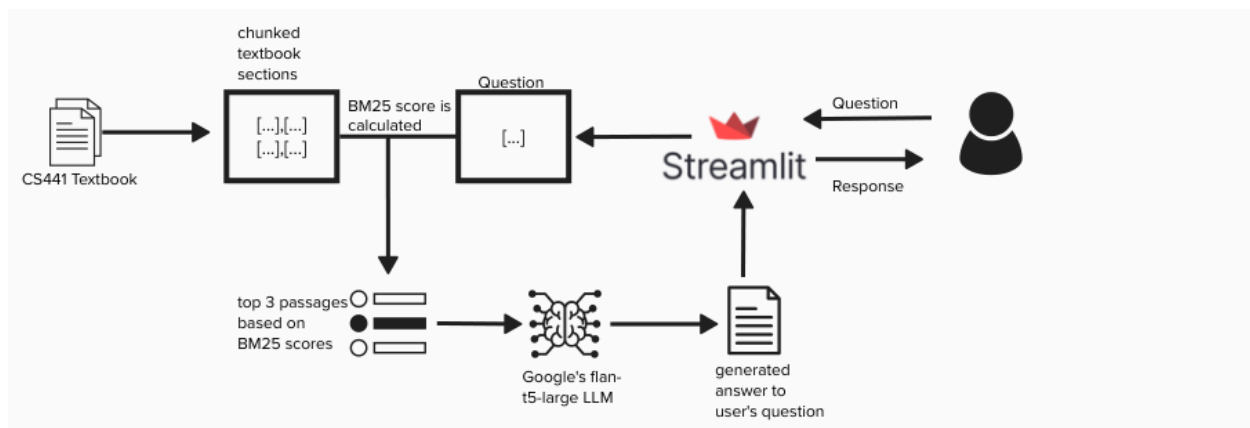 chunked
textbook
sections
Question
BM25 score is
calculated
[...],[...]
[...],[...]
[...]
Question
Streamlit
Response
CS441 Textbook
top 3 passages
based on
BM25 scores
Google's flan-
t5-large LLM
generated
answer to
user's question